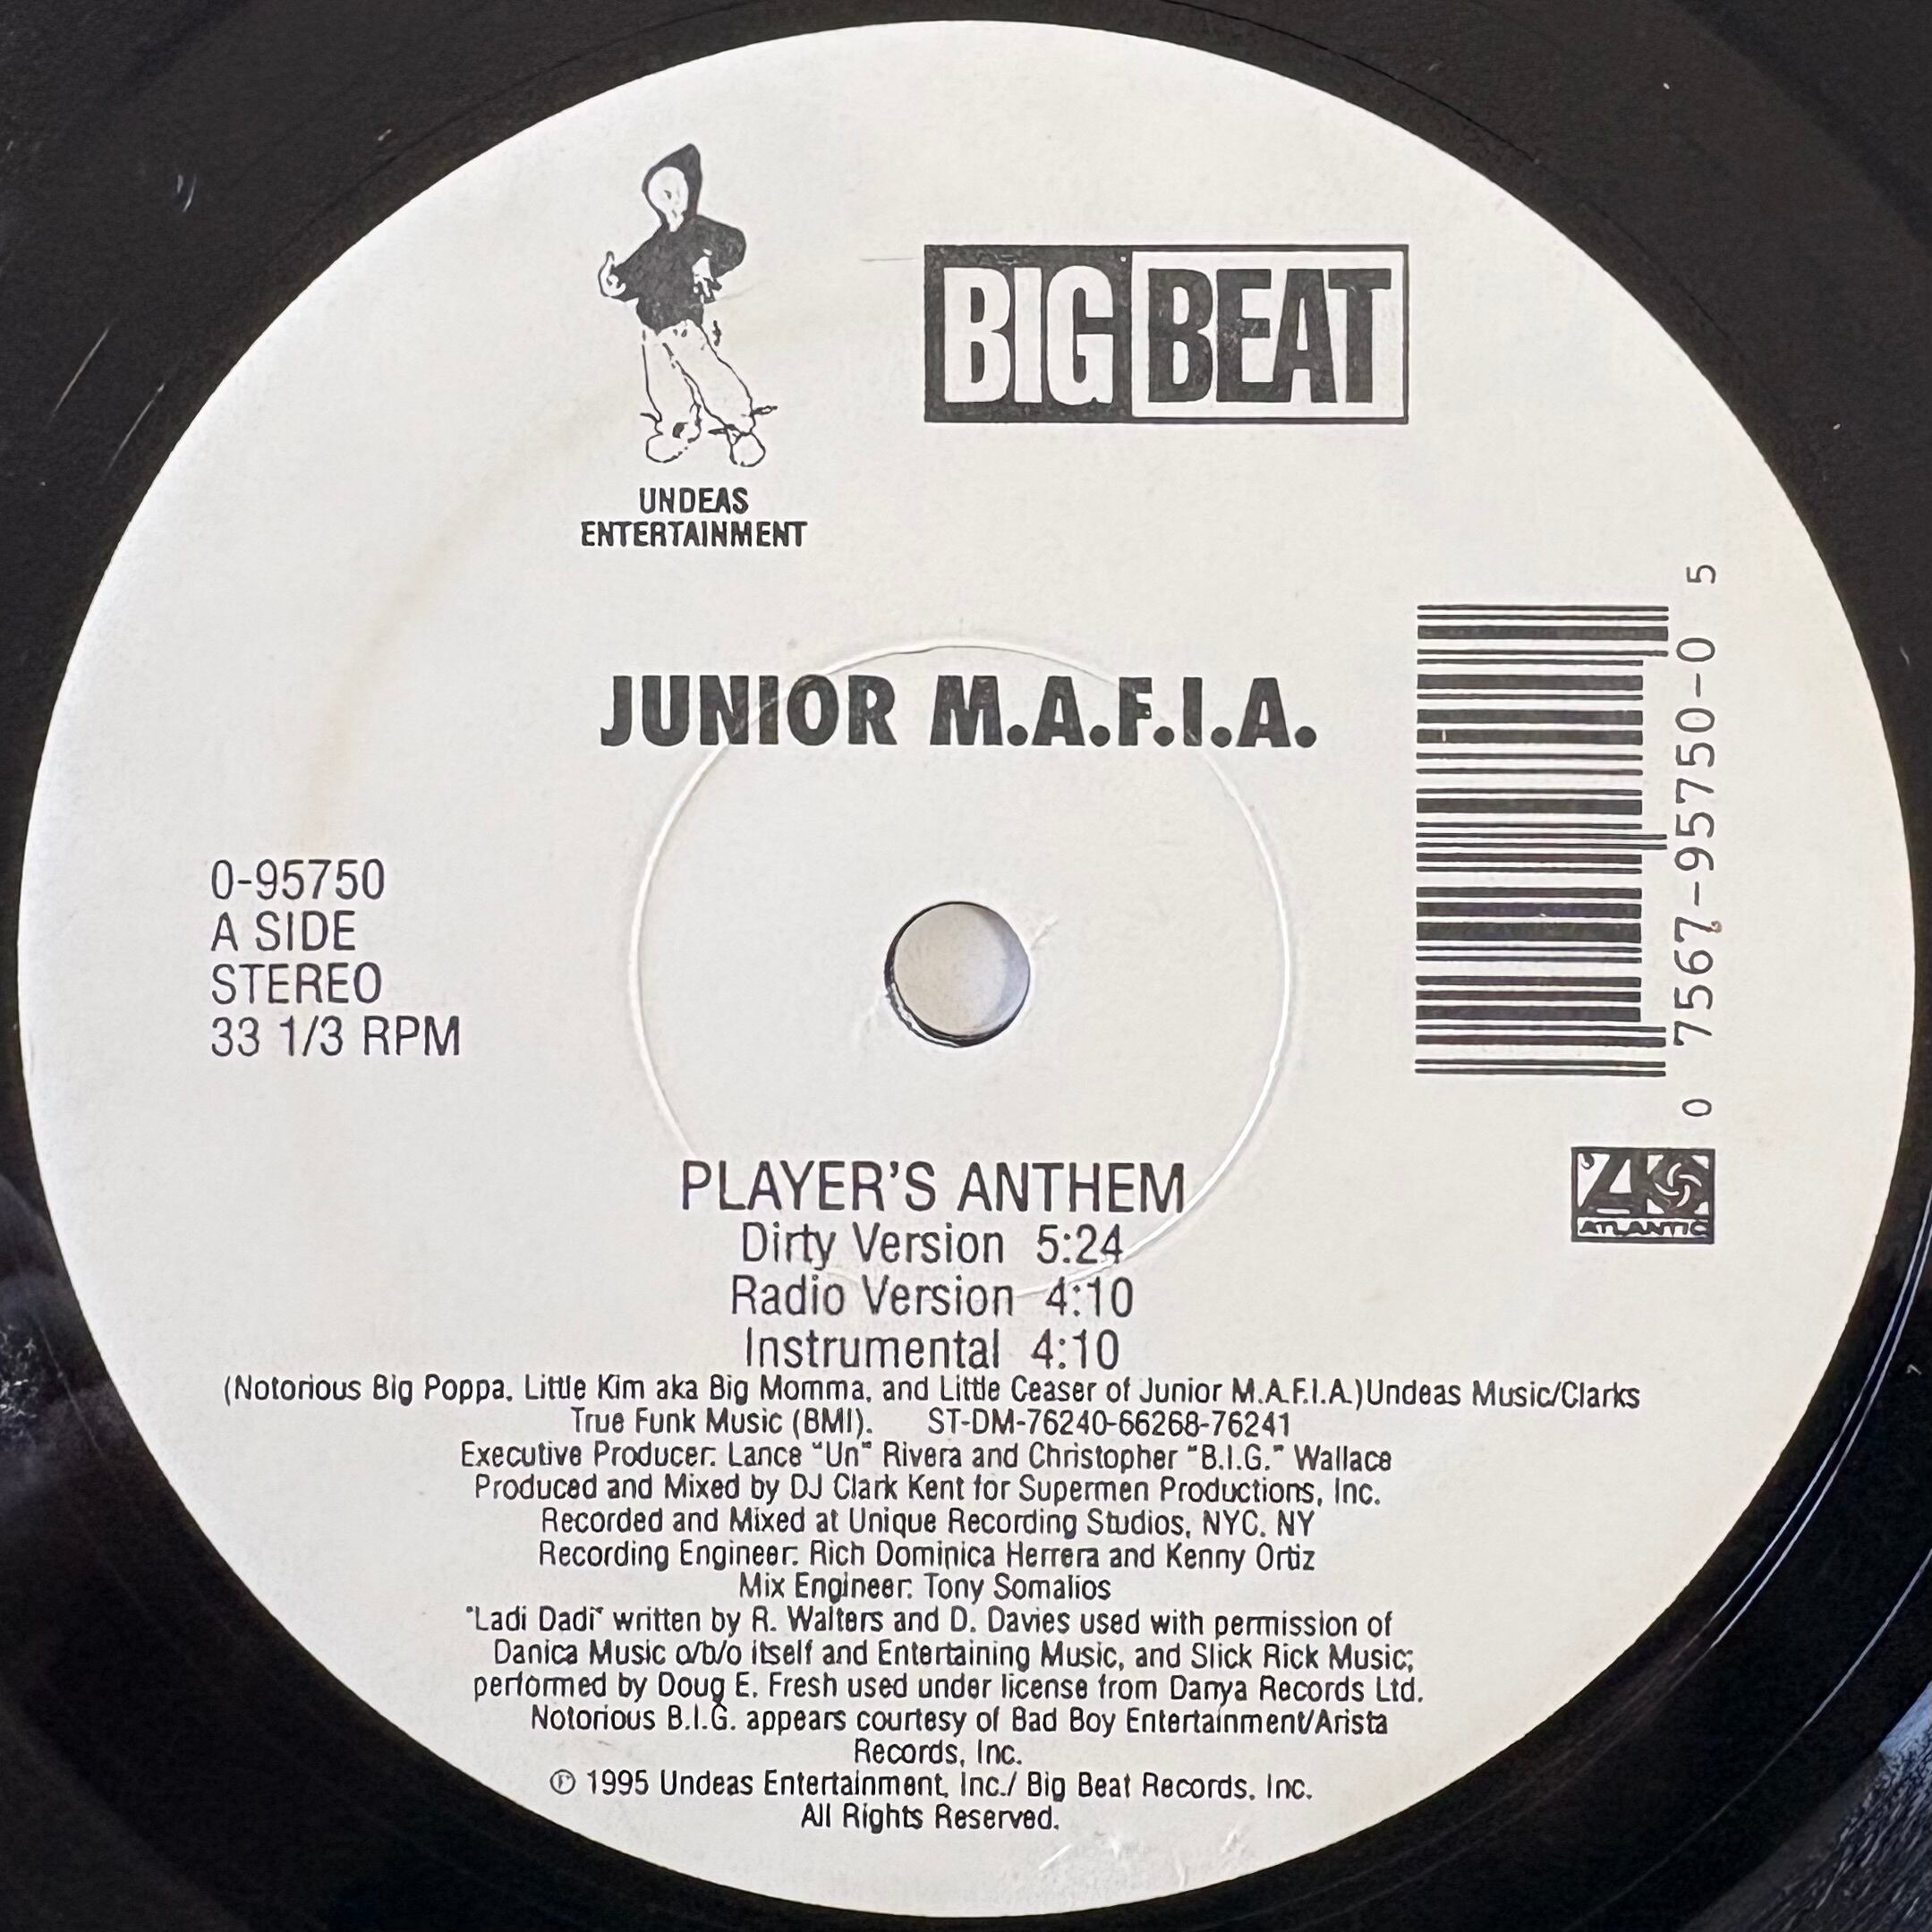 UNDEAS
ENTERTAINMENT
BIG BEAT
JUNIOR M.A.F.I.A.
0-95750
A SIDE
STEREO
33 1/3 RPM
0 7567-95750-0 5
ATLANTIC
PLAYER'S ANTHEM
Dirty Version 5:24
Radio Version 4:10
Instrumental 4:10
(Notorious Big Poppa, Little Kim aka Big Momma, and Little Ceaser of Junior M.A.F.I.A.)Undeas Music/Clarks
True Funk Music (BMI). ST-DM-76240-66268-76241
Executive Producer: Lance "Un" Rivera and Christopher "B.I.G." Wallace
Produced and Mixed by DJ Clark Kent for Supermen Productions, Inc.
Recorded and Mixed at Unique Recording Studios, NYC, NY
Recording Engineer: Rich Dominica Herrera and Kenny Ortiz
Mix Engineer: Tony Somalios
"Ladi Dadi" written by R. Walters and D. Davies used with permission of
Danica Music o/b/o itself and Entertaining Music, and Slick Rick Music;
performed by Doug E. Fresh used under license from Danya Records Ltd.
Notorious B.I.G. appears courtesy of Bad Boy Entertainment/Arista
Records, Inc.
℗ 1995 Undeas Entertainment, Inc./ Big Beat Records, Inc.
All Rights Reserved.